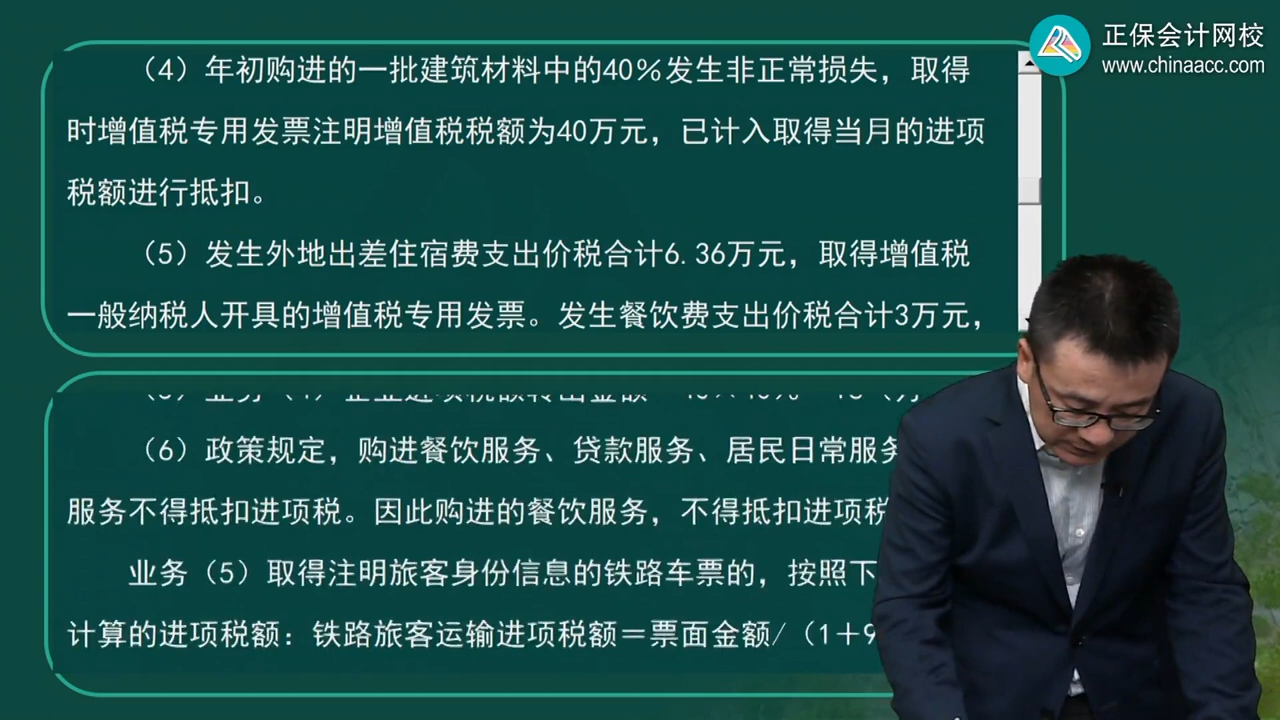 正保会计网校
www.chinaacc.com
（4）年初购进的一批建筑材料中的40%发生非正常损失，取得
时增值税专用发票注明增值税税额为40万元，已计入取得当月的进项
税额进行抵扣。
（5）发生外地出差住宿费支出价税合计6.36万元，取得增值税
一般纳税人开具的增值税专用发票。发生餐饮费支出价税合计3万元，
（6）政策规定，购进餐饮服务、贷款服务、居民日常服务
服务不得抵扣进项税。因此购进的餐饮服务，不得抵扣进项税
业务（5）取得注明旅客身份信息的铁路车票的，按照下
计算的进项税额：铁路旅客运输进项税额＝票面金额/（1＋9